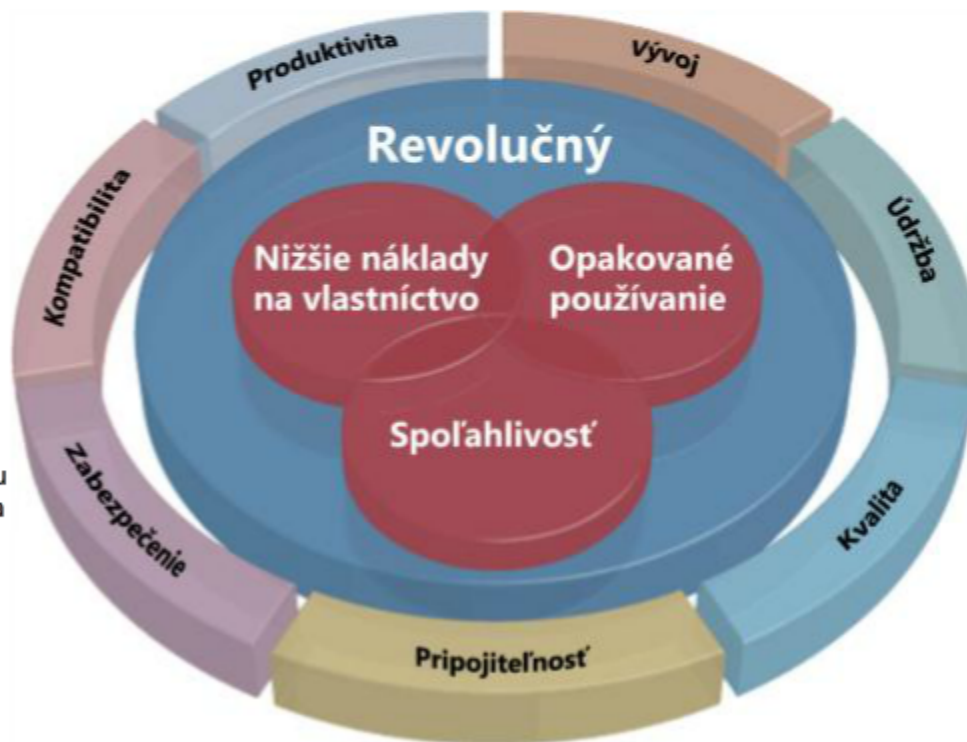 Produktivita
Vývoj
Revolučný
Kompatibilita
Údržba
Nižšie náklady
na vlastníctvo
Opakované
používanie
Spoľahlivosť
Zabezpečenie
Kvalita
Pripojiteľnosť